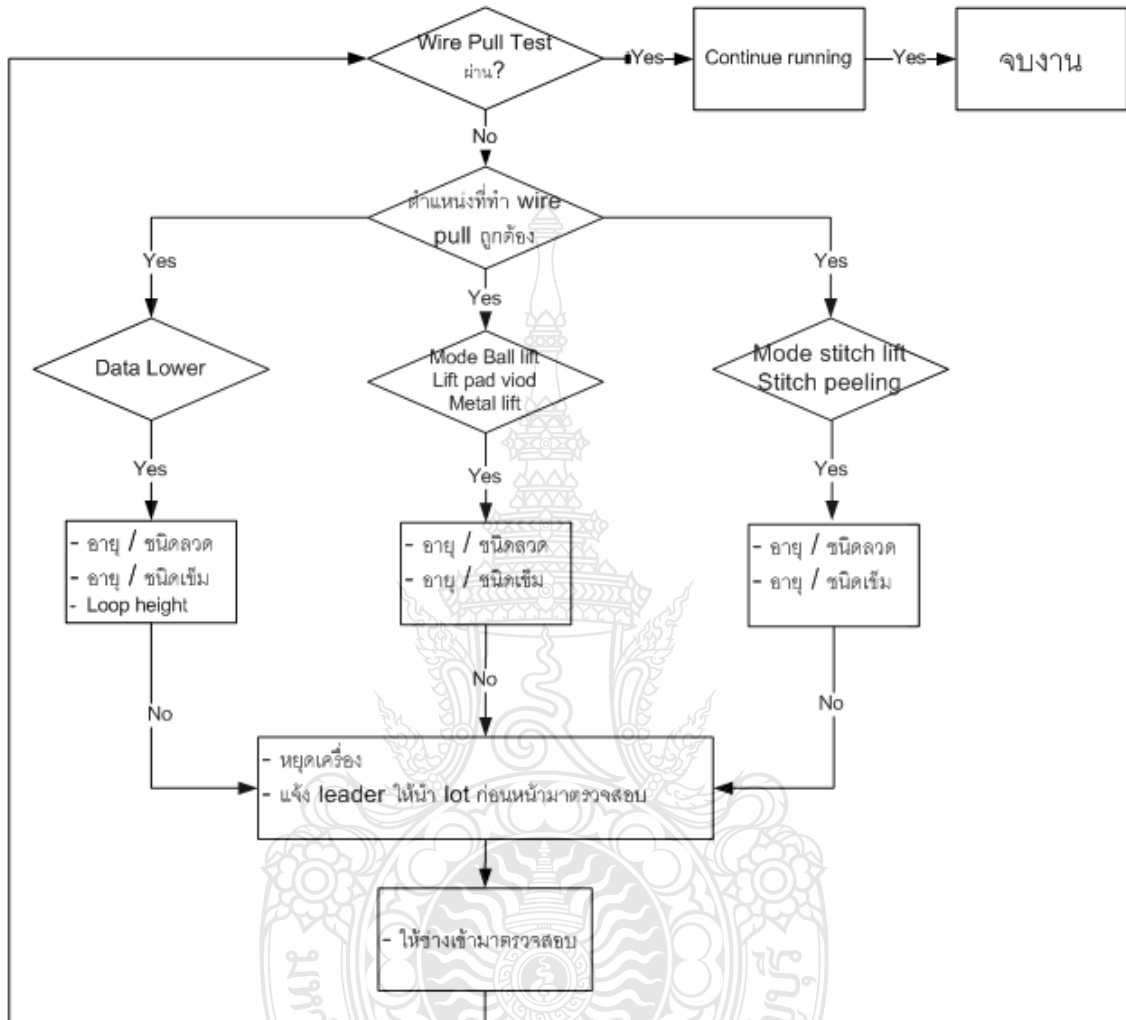 Wire Pull Test
ผ่าน?
Yes
Continue running
Yes
จบงาน
No
ตำแหน่งที่ทำ wire
pull ถูกต้อง
Yes
Yes
Yes
Data Lower
Mode Ball lift
Lift pad viod
Metal lift
Mode stitch lift
Stitch peeling
Yes
Yes
Yes
- อายุ / ชนิดลวด
- อายุ / ชนิดเข็ม
- Loop height
- อายุ / ชนิดลวด
- อายุ / ชนิดเข็ม
- อายุ / ชนิดลวด
- อายุ / ชนิดเข็ม
No
No
No
- หยุดเครื่อง
- แจ้ง leader ให้นำ lot ก่อนหน้ามาตรวจสอบ
- ให้ช่างเข้ามาตรวจสอบ